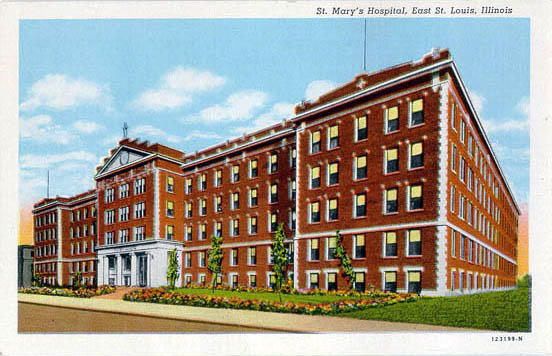 St. Mary's Hospital, East St. Louis, Illinois
123199-N